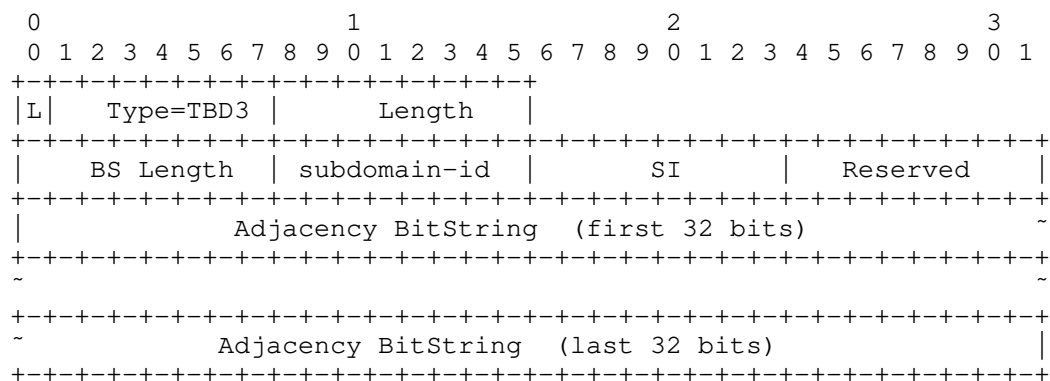 0                   1                   2                   3
 0 1 2 3 4 5 6 7 8 9 0 1 2 3 4 5 6 7 8 9 0 1 2 3 4 5 6 7 8 9 0 1
+-+-+-+-+-+-+-+-+-+-+-+-+-+-+-+-+
|L|   Type=TBD3 |      Length   |
+-+-+-+-+-+-+-+-+-+-+-+-+-+-+-+-+-+-+-+-+-+-+-+-+-+-+-+-+-+-+-+-+
|    BS Length  | subdomain-id  |       SI      |   Reserved    |
+-+-+-+-+-+-+-+-+-+-+-+-+-+-+-+-+-+-+-+-+-+-+-+-+-+-+-+-+-+-+-+-+
|             Adjacency BitString  (first 32 bits)              ~
+-+-+-+-+-+-+-+-+-+-+-+-+-+-+-+-+-+-+-+-+-+-+-+-+-+-+-+-+-+-+-+-+
~                                                               ~
+-+-+-+-+-+-+-+-+-+-+-+-+-+-+-+-+-+-+-+-+-+-+-+-+-+-+-+-+-+-+-+-+
~            Adjacency BitString  (last 32 bits)                |
+-+-+-+-+-+-+-+-+-+-+-+-+-+-+-+-+-+-+-+-+-+-+-+-+-+-+-+-+-+-+-+-+